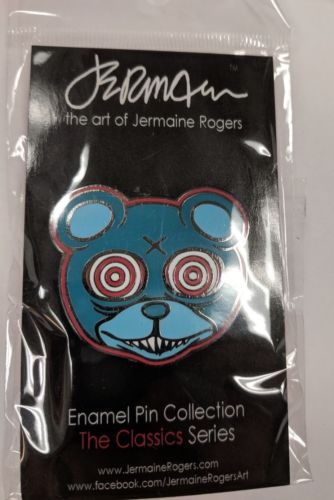 JERMAINE
™
the art of Jermaine Rogers
Enamel Pin Collection
The Classics Series
www.JermaineRogers.com
www.facebook.com/JermaineRogersArt